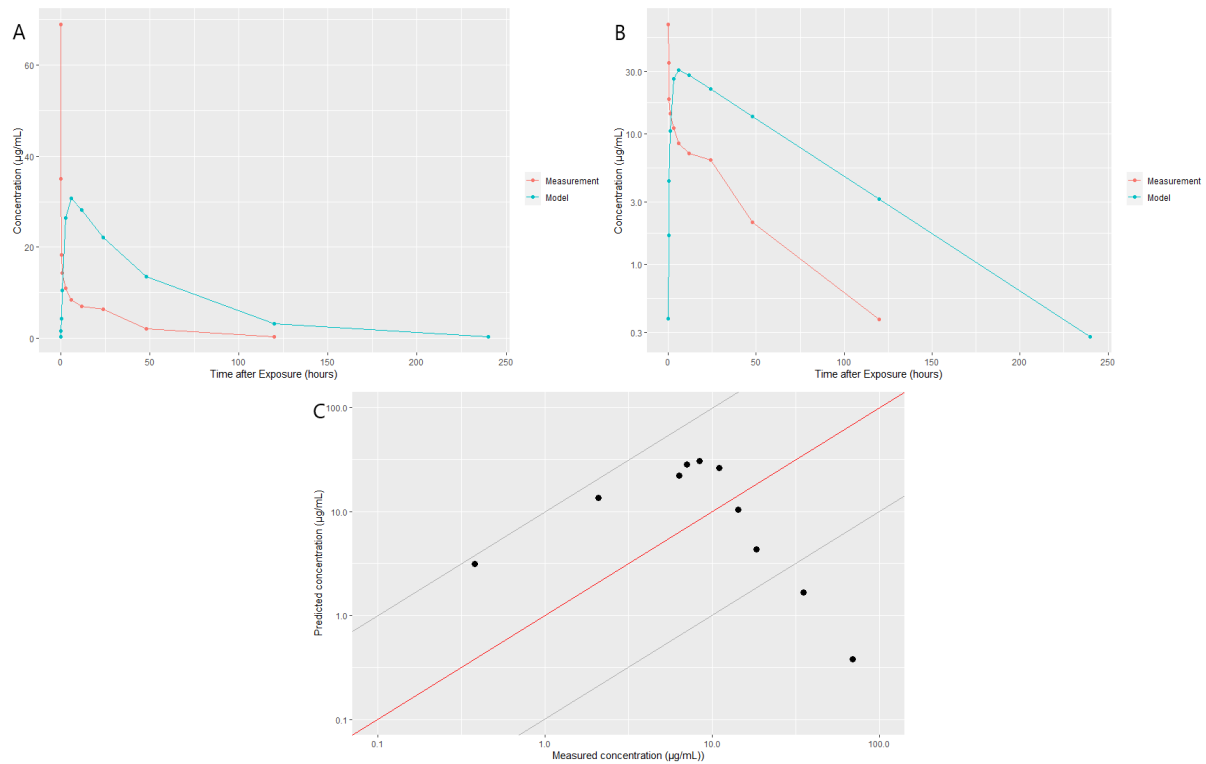 A
Concentration (µg/mL)
60
40
20
0
0 50 100 150 200 250
Time after Exposure (hours)
Measurement
Model
B
Concentration (µg/mL)
30.0
10.0
3.0
1.0
0.3
0 50 100 150 200 250
Time after Exposure (hours)
Measurement
Model
C
Predicted concentration (µg/mL)
100.0
10.0
1.0
0.1
0.1 1.0 10.0 100.0
Measured concentration (µg/mL))